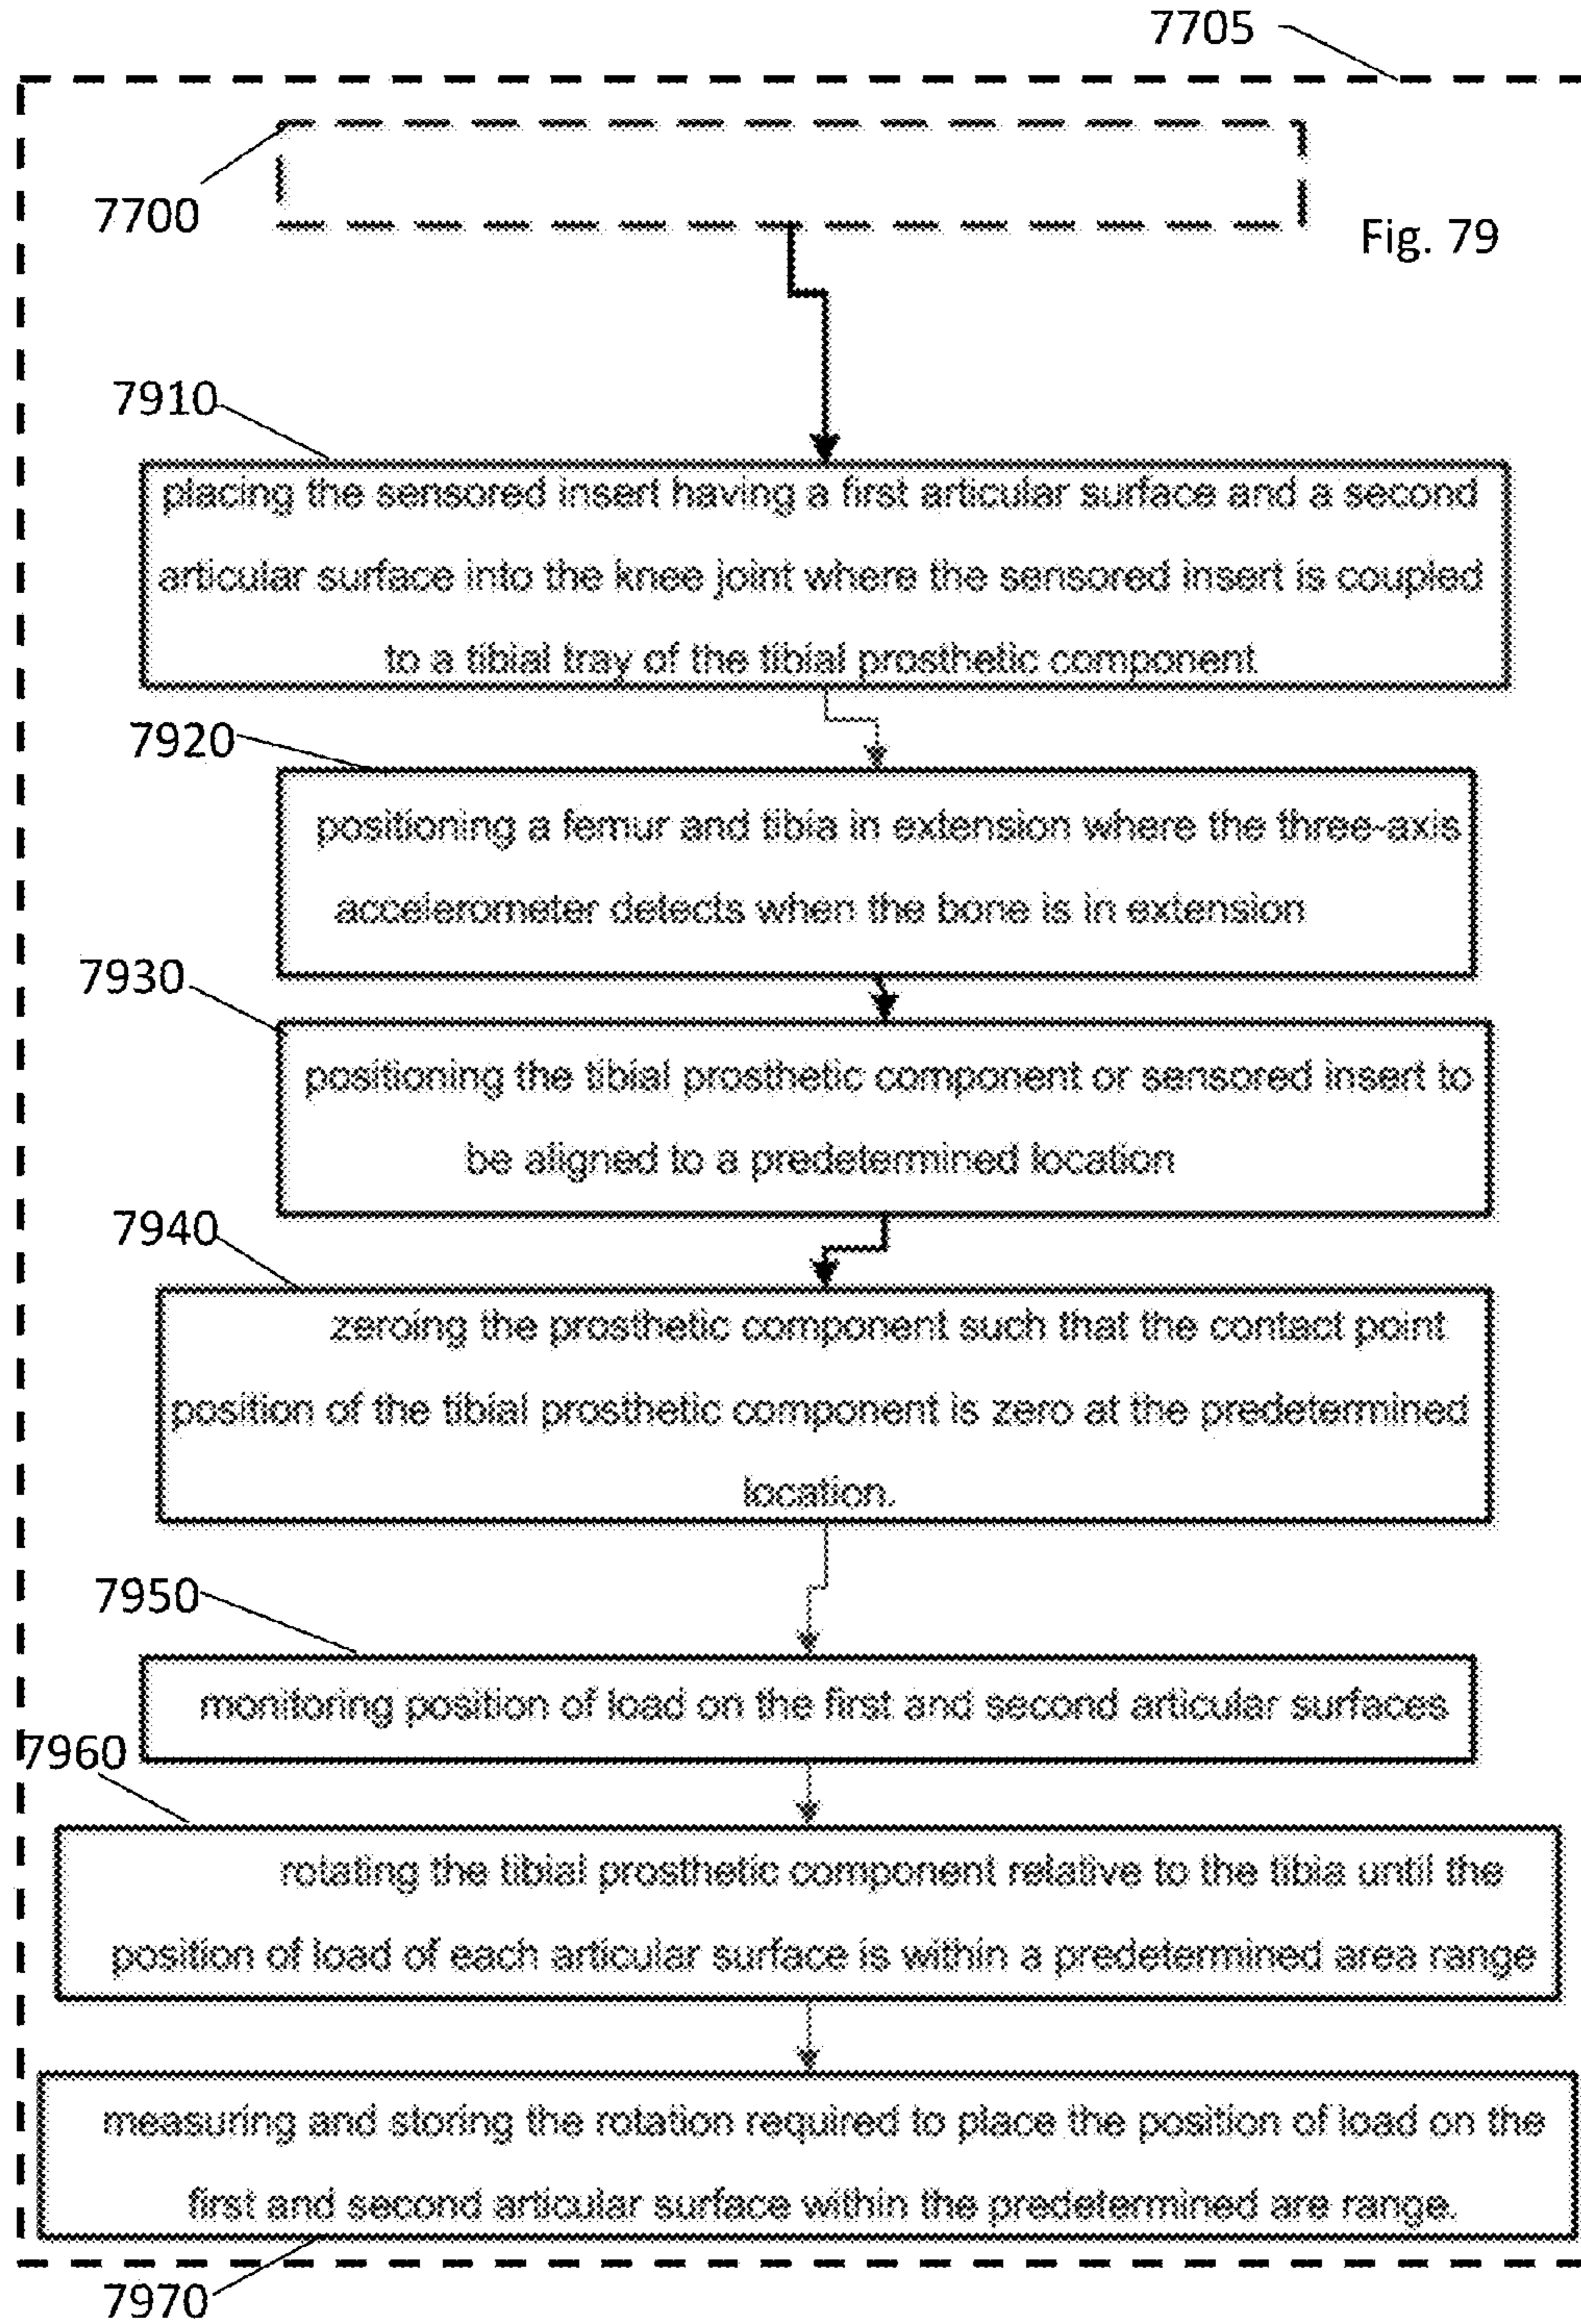 7705
7700
Fig. 79
7910
placing the sensored insert having a first articular surface and a second
articular surface into the knee joint where the sensored insert is coupled
to a tibial tray of the tibial prosthetic component
7920
positioning a femur and tibia in extension where the three-axis
accelerometer detects when the bone is in extension
7930
positioning the tibial prosthetic component or sensored insert to
be aligned to a predetermined location
7940
zeroing the prosthetic component such that the contact point
position of the tibial prosthetic component is zero at the predetermined
location.
7950
monitoring position of load on the first and second articular surfaces
7960
rotating the tibial prosthetic component relative to the tibia until the
position of load of each articular surface is within a predetermined area range
measuring and storing the rotation required to place the position of load on the
first and second articular surface within the predetermined are range.
7970